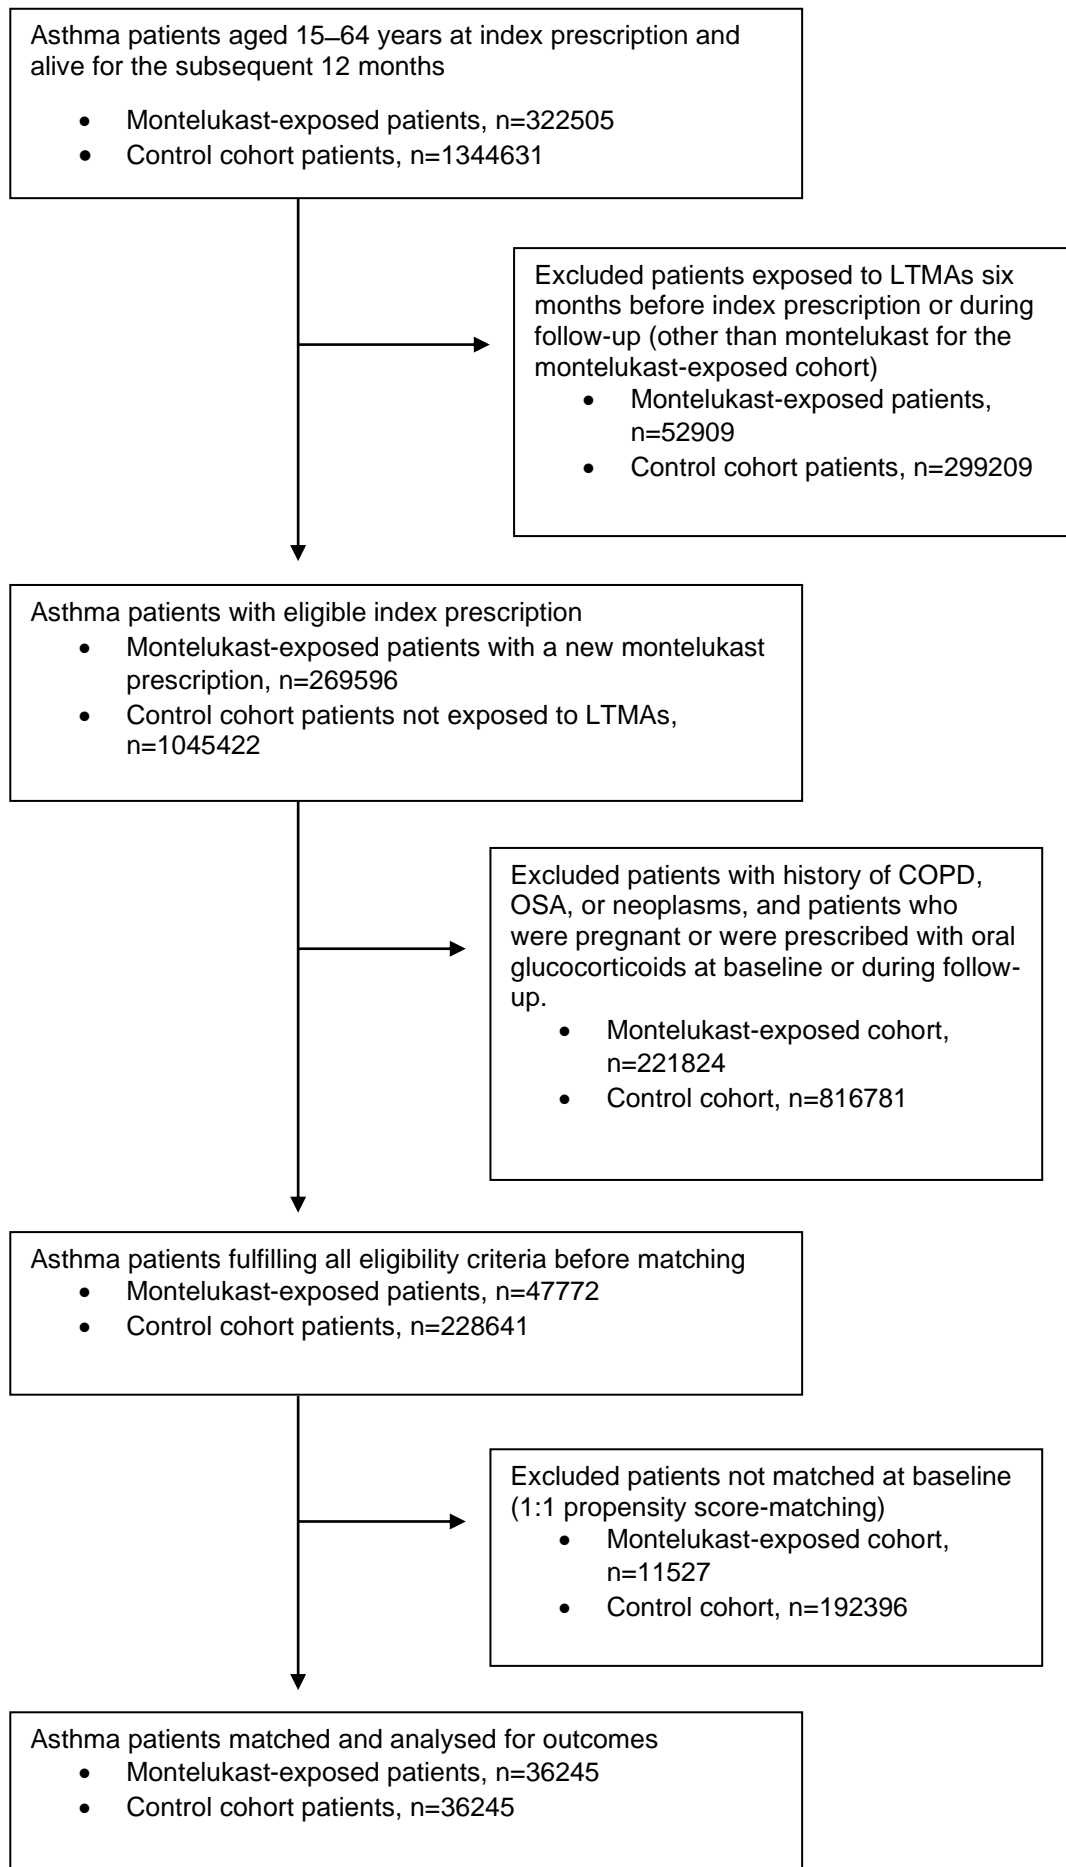 Asthma patients aged 15–64 years at index prescription and
alive for the subsequent 12 months
• Montelukast-exposed patients, n=322505
• Control cohort patients, n=1344631
Excluded patients exposed to LTMAs six
months before index prescription or during
follow-up (other than montelukast for the
montelukast-exposed cohort)
• Montelukast-exposed patients,
n=52909
• Control cohort patients, n=299209
Asthma patients with eligible index prescription
• Montelukast-exposed patients with a new montelukast
prescription, n=269596
• Control cohort patients not exposed to LTMAs,
n=1045422
Excluded patients with history of COPD,
OSA, or neoplasms, and patients who
were pregnant or were prescribed with oral
glucocorticoids at baseline or during follow-
up.
• Montelukast-exposed cohort,
n=221824
• Control cohort, n=816781
Asthma patients fulfilling all eligibility criteria before matching
• Montelukast-exposed patients, n=47772
• Control cohort patients, n=228641
Excluded patients not matched at baseline
(1:1 propensity score-matching)
• Montelukast-exposed cohort,
n=11527
• Control cohort, n=192396
Asthma patients matched and analysed for outcomes
• Montelukast-exposed patients, n=36245
• Control cohort patients, n=36245